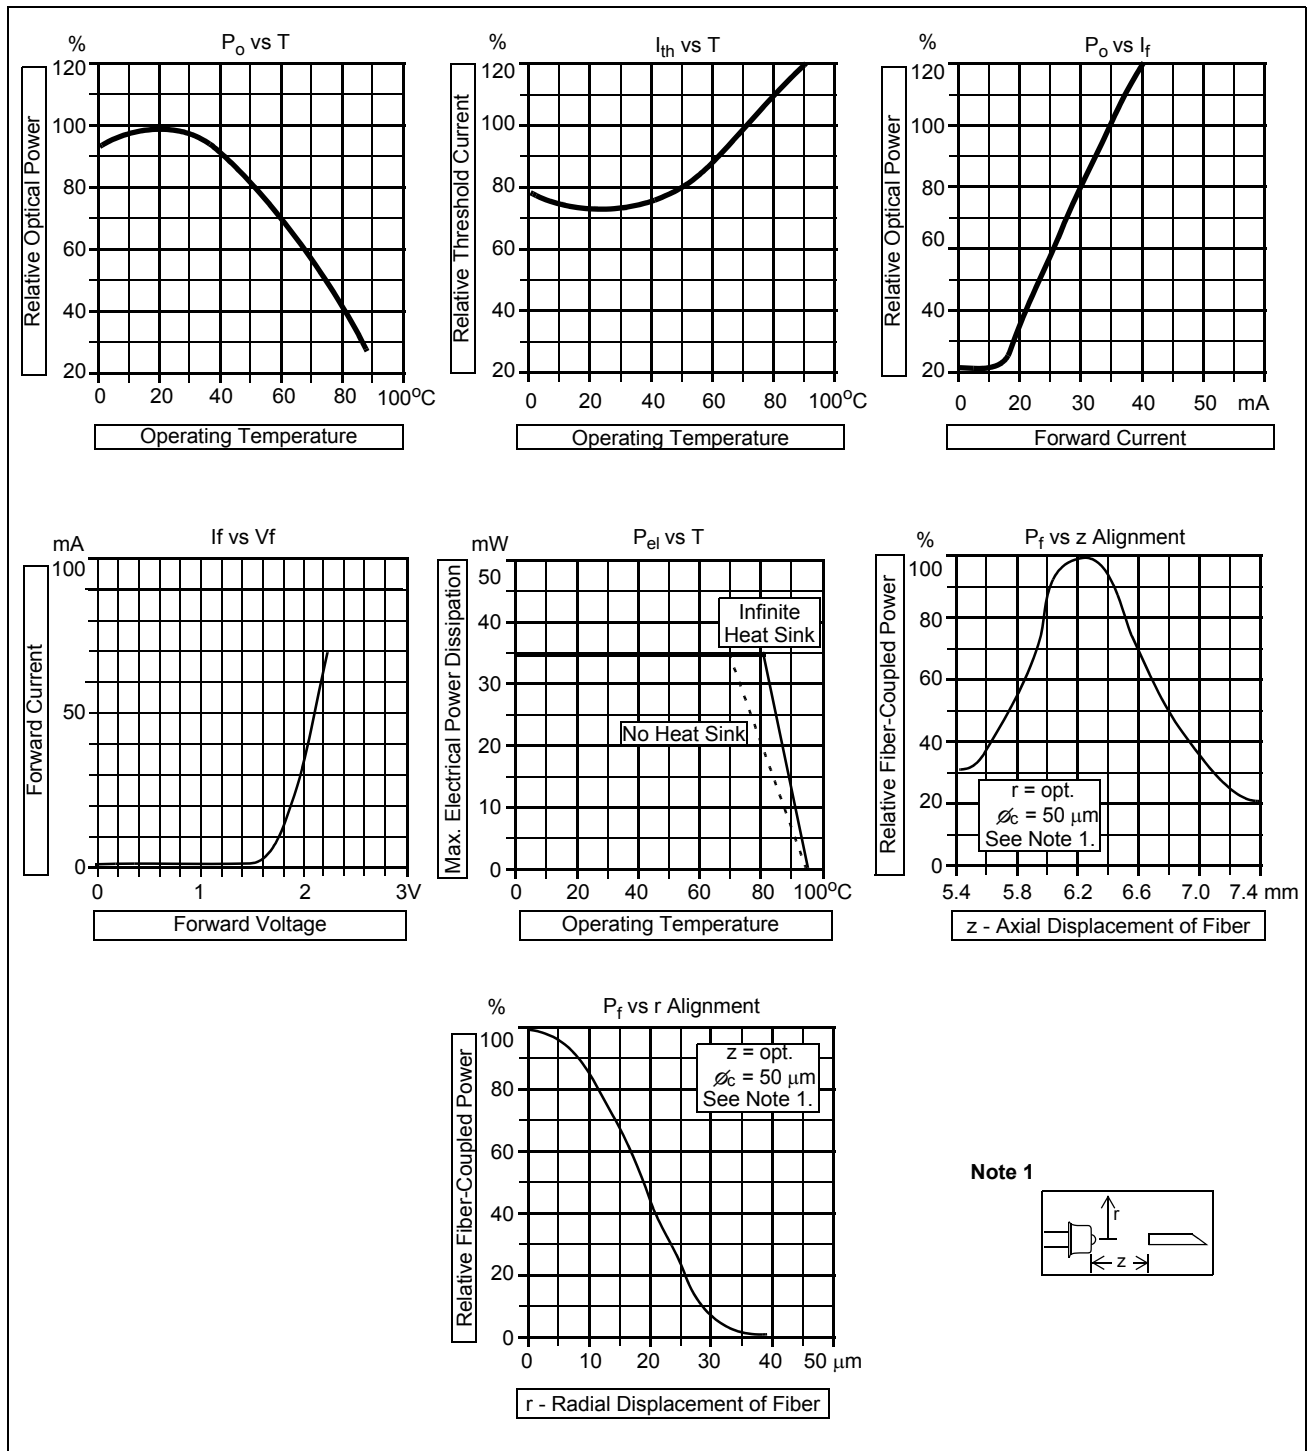 P_o vs T
%
120
100
80
60
40
20
0 20 40 60 80 100°C
Relative Optical Power
Operating Temperature
I_th vs T
%
120
100
80
60
40
20
0 20 40 60 80 100°C
Relative Threshold Current
Operating Temperature
P_o vs I_f
%
120
100
80
60
40
20
0 20 30 40 50 mA
Relative Optical Power
Forward Current
If vs Vf
mA
100
50
0
0 1 2 3V
Forward Current
Forward Voltage
P_el vs T
mW
50
40
30
20
10
0
0 20 40 60 80 100°C
Max. Electrical Power Dissipation
Infinite
Heat Sink
No Heat Sink
Operating Temperature
P_f vs z Alignment
%
100
80
60
40
20
0
5.4 5.8 6.2 6.6 7.0 7.4 mm
Relative Fiber-Coupled Power
r = opt.
⌀c = 50 μm
See Note 1.
z - Axial Displacement of Fiber
P_f vs r Alignment
%
100
80
60
40
20
0
0 10 20 30 40 50 μm
Relative Fiber-Coupled Power
z = opt.
⌀c = 50 μm
See Note 1.
r - Radial Displacement of Fiber
Note 1
r
z